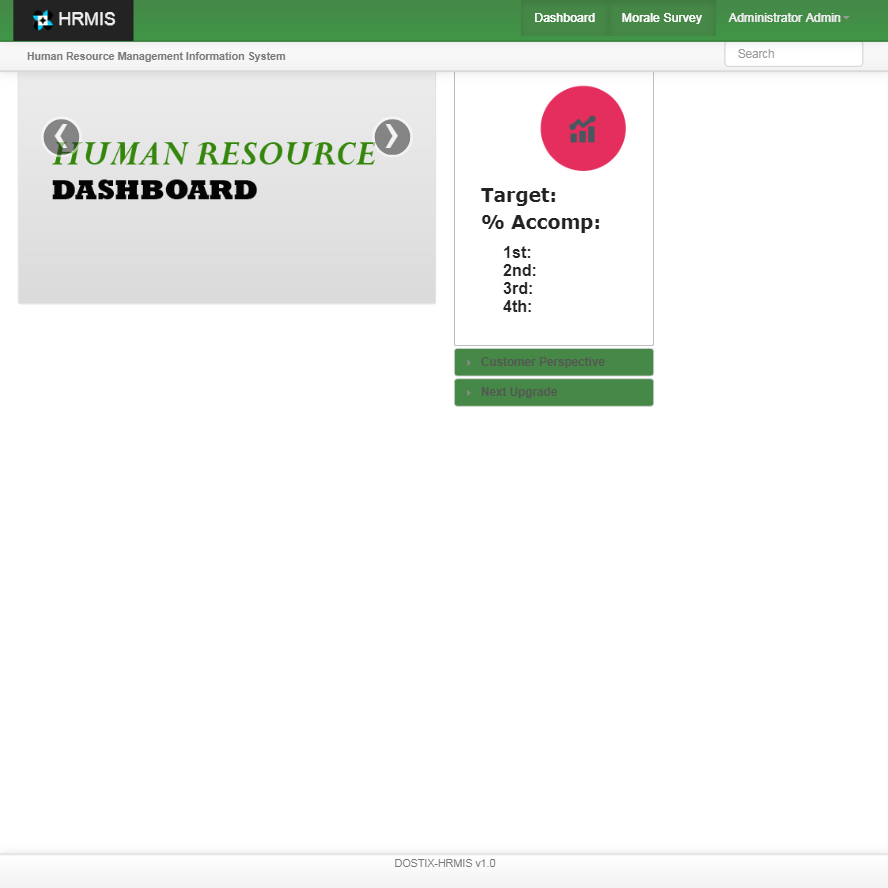 HRMIS
Dashboard
Morale Survey
Administrator Admin
Human Resource Management Information System
Search
HUMAN RESOURCE
DASHBOARD
Target:
% Accomp:
1st:
2nd:
3rd:
4th:
Customer Perspective
Next Upgrade
DOSTIX-HRMIS v1.0